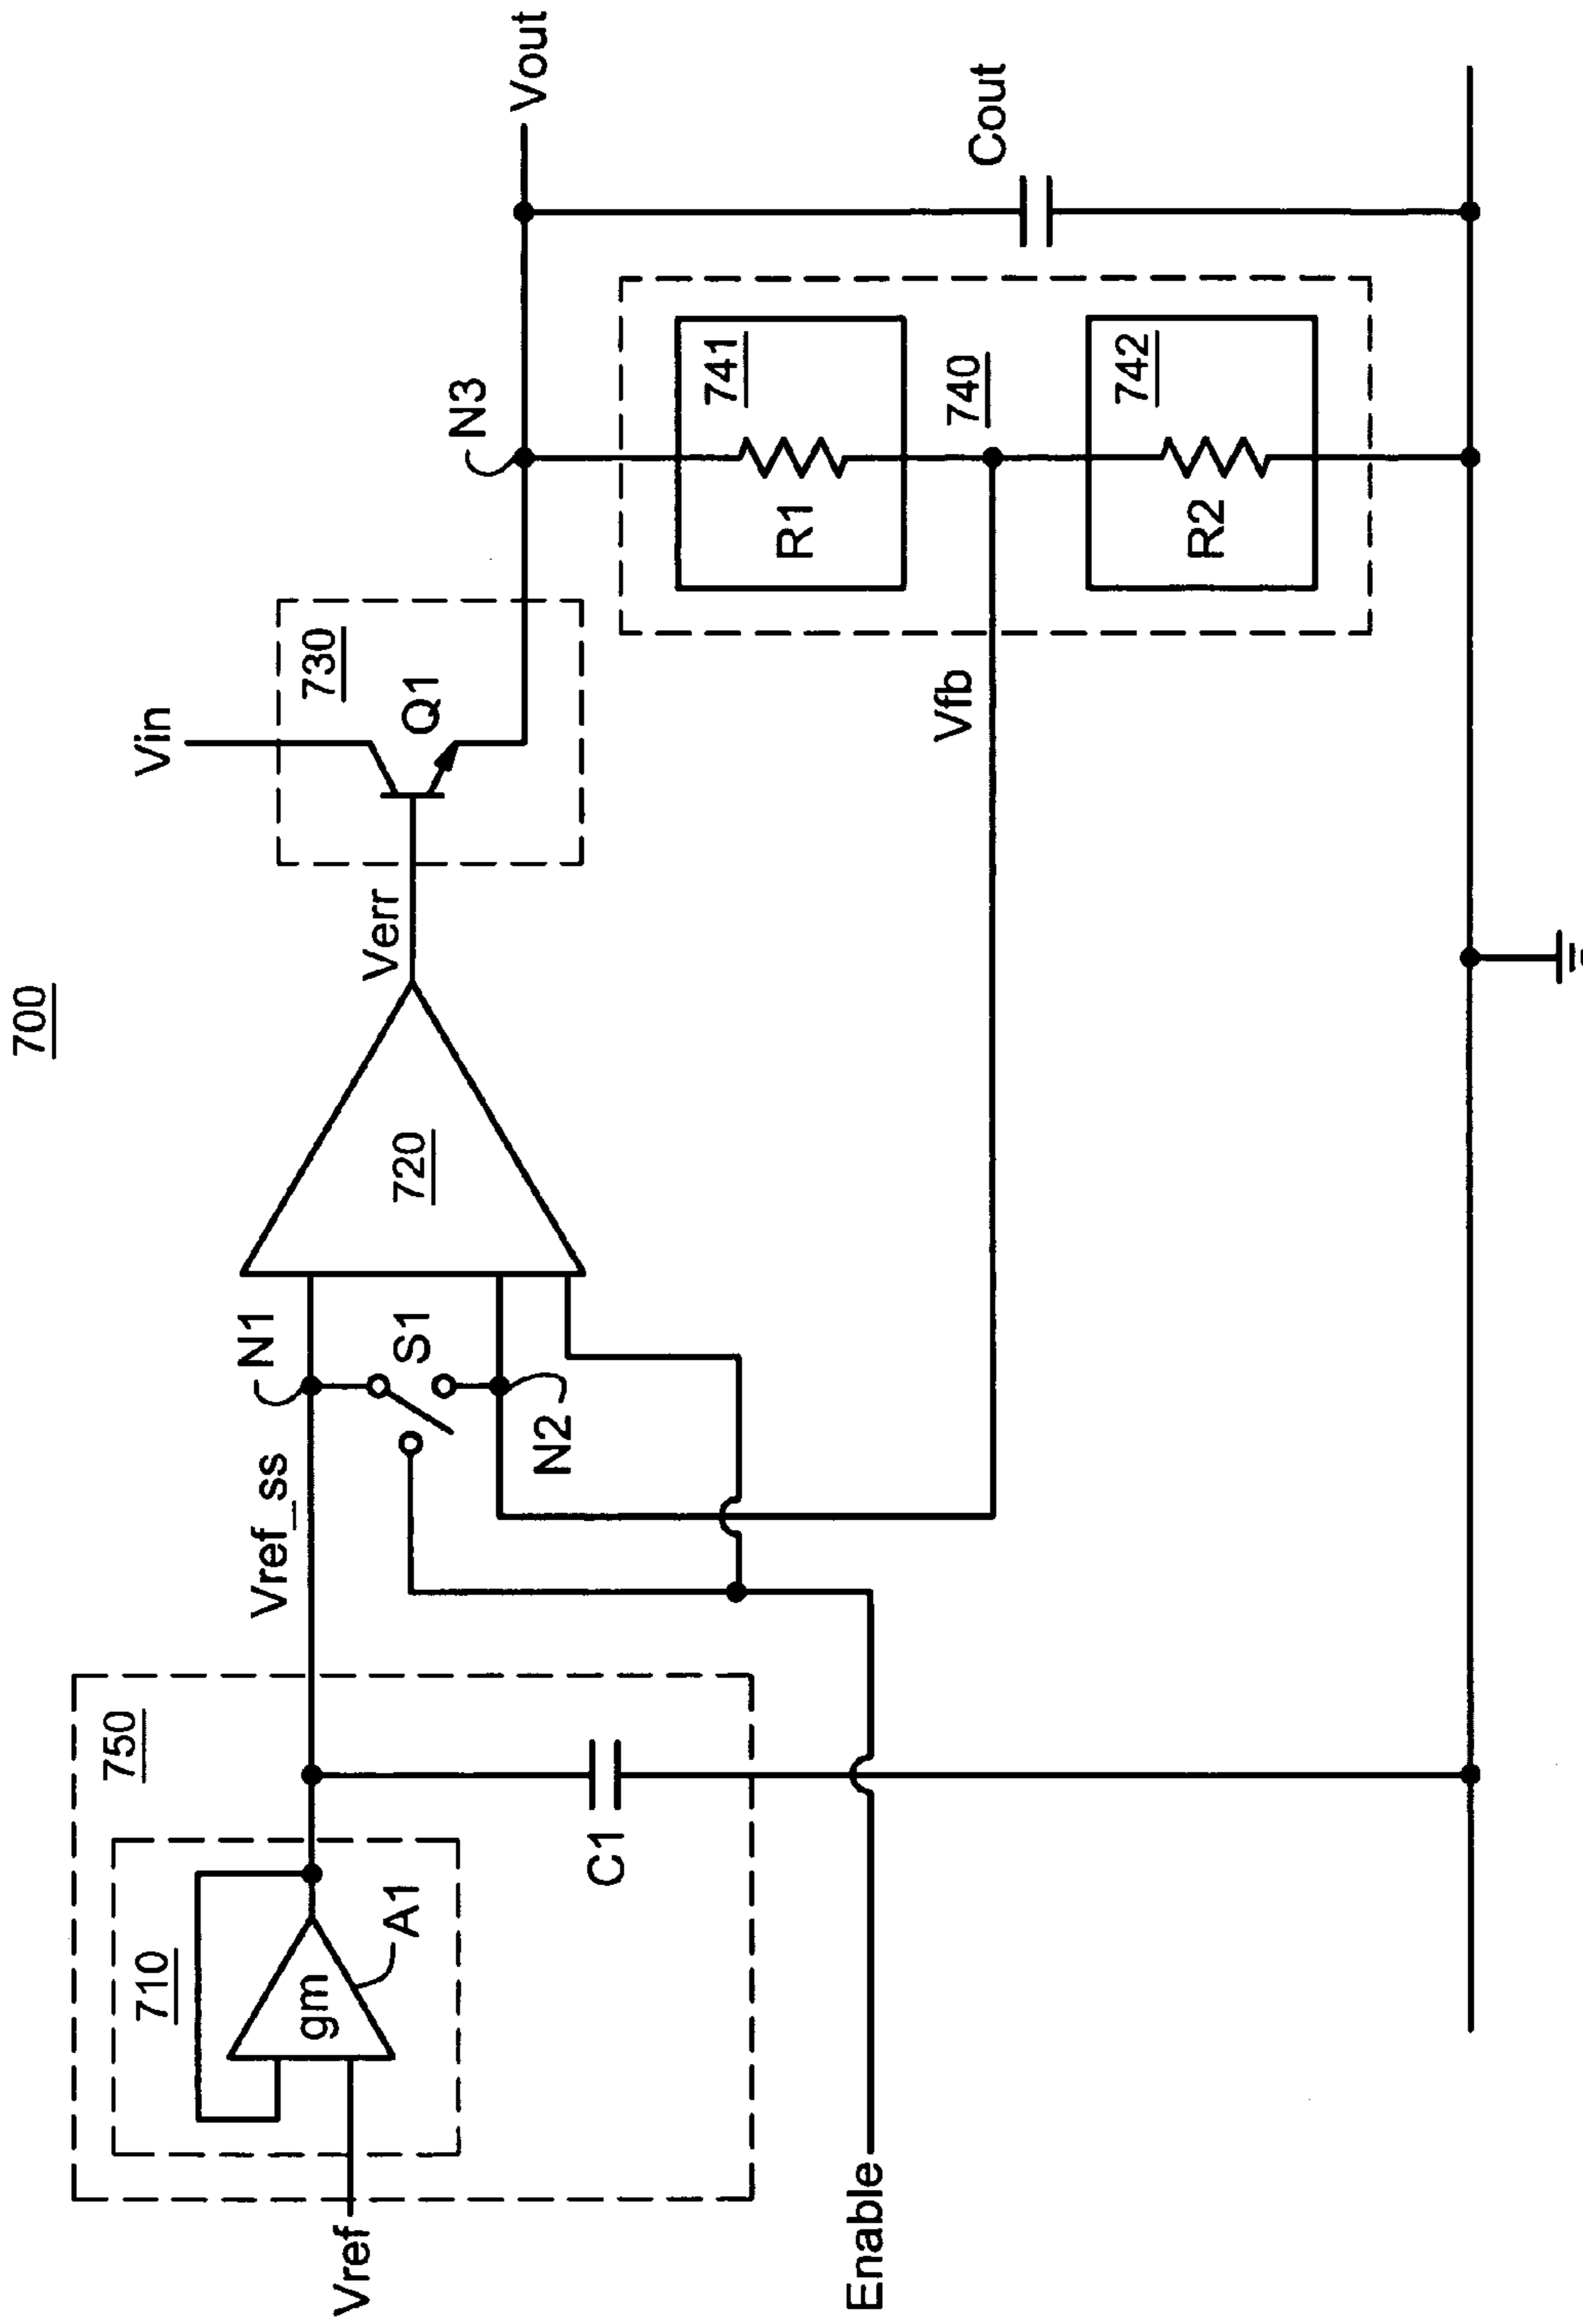 700
Vin
Vout
N3
730
Q1
Verr
720
N1
S1
N2
Vref_ss
750
710
gm
A1
C1
Vref
Enable
Vfb
741
R1
740
742
R2
Cout